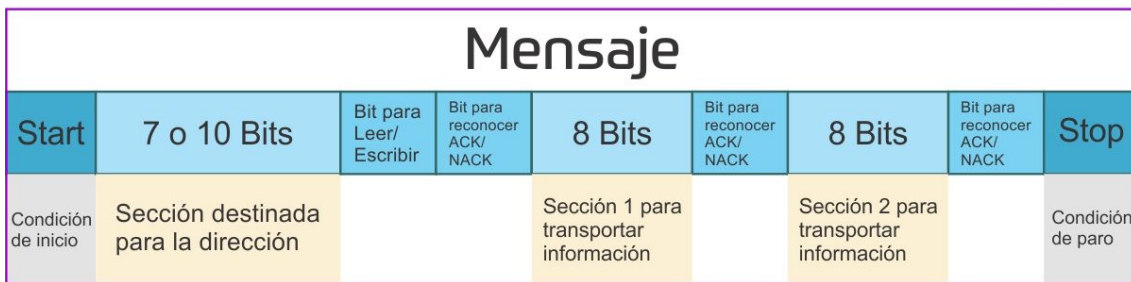 Mensaje
Start
7 o 10 Bits
Bit para
Leer/
Escribir
Bit para
reconocer
ACK/
NACK
8 Bits
Bit para
reconocer
ACK/
NACK
8 Bits
Bit para
reconocer
ACK/
NACK
Stop
Condición
de inicio
Sección destinada
para la dirección
Sección 1 para
transportar
información
Sección 2 para
transportar
información
Condición
de paro